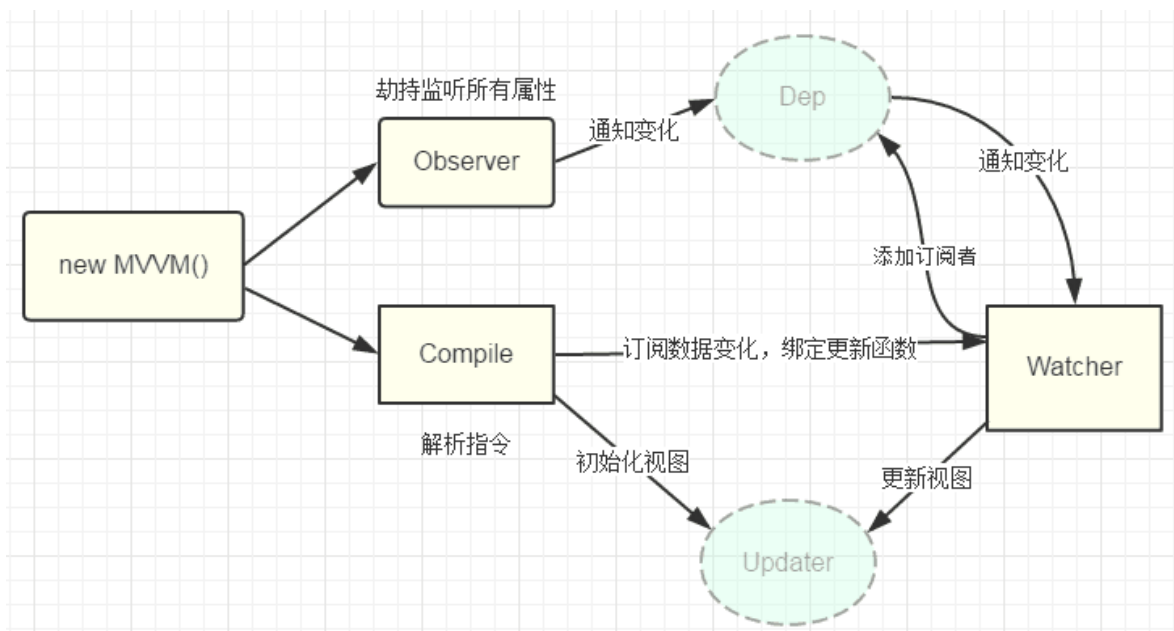 劫持监听所有属性
Dep
通知变化
Observer
通知变化
new MVVM()
添加订阅者
Compile
订阅数据变化，绑定更新函数
Watcher
解析指令
初始化视图
更新视图
Updater